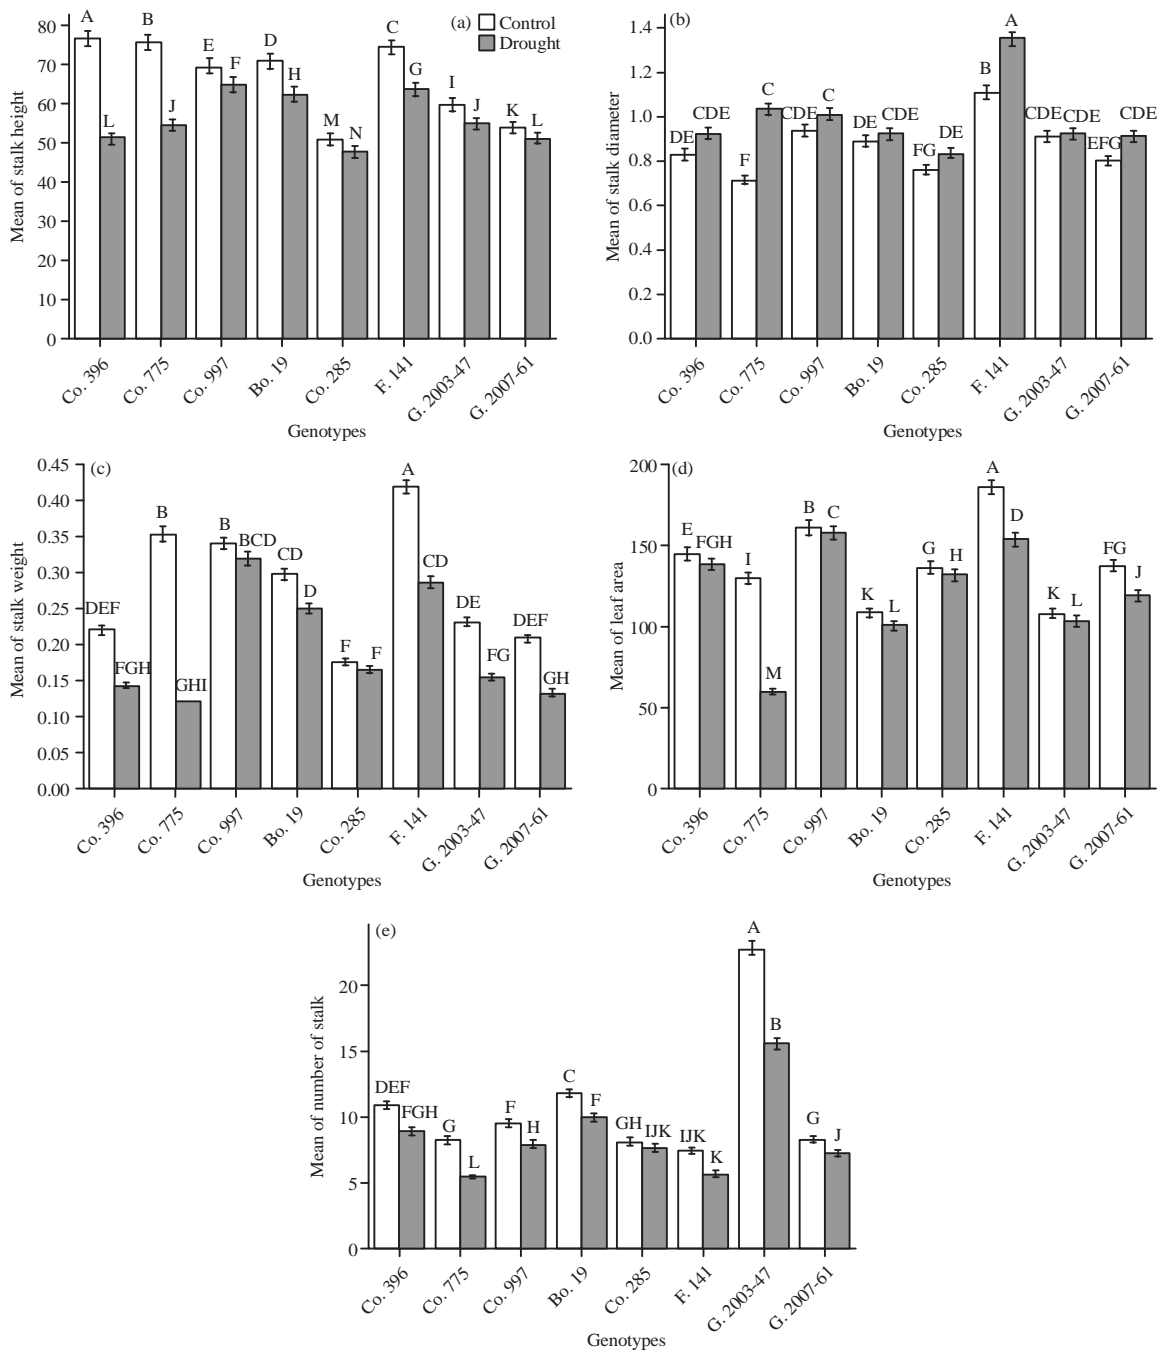 (a)
Control
Drought
Mean of stalk height
80
70
60
50
40
30
20
10
0
A
L
B
J
E
F
D
H
M
N
C
G
I
J
K
L
Co. 396
Co. 775
Co. 997
Bo. 19
Co. 285
F. 141
G. 2003-47
G. 2007-61
Genotypes
(b)
Mean of stalk diameter
1.4
1.2
1.0
0.8
0.6
0.4
0.2
0.0
DE
CDE
F
C
CDE
C
DE
CDE
FG
DE
B
A
CDE
CDE
EFG
CDE
Co. 396
Co. 775
Co. 997
Bo. 19
Co. 285
F. 141
G. 2003-47
G. 2007-61
Genotypes
(c)
Mean of stalk weight
0.45
0.40
0.35
0.30
0.25
0.20
0.15
0.10
0.05
0.00
DEF
FGH
B
GHI
B
BCD
CD
D
F
F
A
CD
DE
FG
DEF
GH
Co. 396
Co. 775
Co. 997
Bo. 19
Co. 285
F. 141
G. 2003-47
G. 2007-61
Genotypes
(d)
Mean of leaf area
200
150
100
50
0
E
FGH
I
M
B
C
K
L
G
H
A
D
K
L
FG
J
Co. 396
Co. 775
Co. 997
Bo. 19
Co. 285
F. 141
G. 2003-47
G. 2007-61
Genotypes
(e)
Mean of number of stalk
20
15
10
5
0
DEF
FGH
G
L
F
H
C
F
GH
IJK
IJK
K
A
B
G
J
Co. 396
Co. 775
Co. 997
Bo. 19
Co. 285
F. 141
G. 2003-47
G. 2007-61
Genotypes